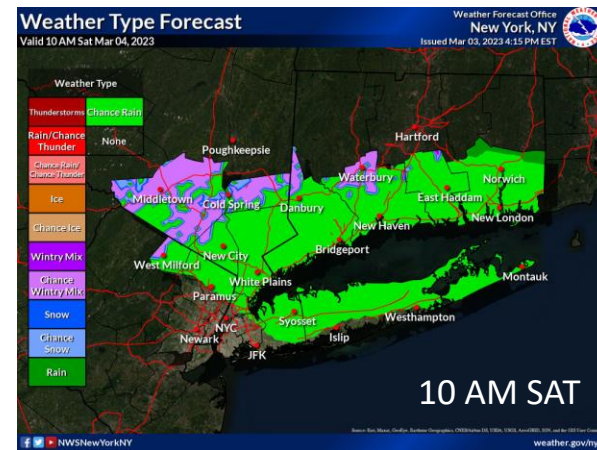 Weather Type Forecast
Valid 10 AM Sat Mar 04, 2023
Weather Forecast Office
New York, NY
Issued Mar 03, 2023 4:15 PM EST
Weather Type
Thunderstorms
Chance Rain
Rain/Chance
Thunder
None
Chance Rain/
Chance Thunder
Ice
Chance Ice
Wintry Mix
Chance
Wintry Mix
Snow
Chance
Snow
Rain
Hartford
Poughkeepsie
Waterbury
Norwich
Middletown
Cold Spring
Danbury
East Haddam
New Haven
New London
West Milford
New City
Bridgeport
White Plains
Montauk
Paramus
NYC
Syosset
Westhampton
Newark
Islip
JFK
10 AM SAT
NWSNewYorkNY
weather.gov/ny